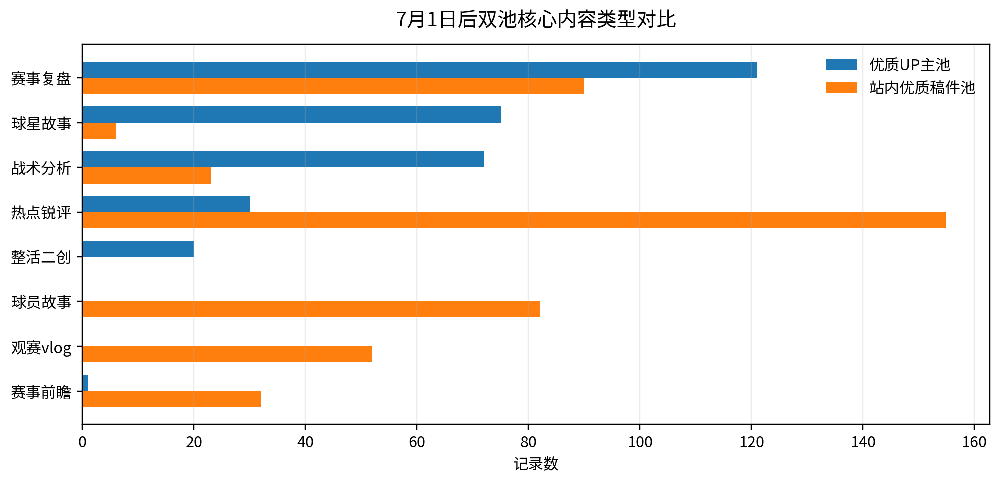 7月1日后双池核心内容类型对比
优质UP主池
站内优质稿件池
赛事复盘
球星故事
战术分析
热点锐评
整活二创
球员故事
观赛vlog
赛事前瞻
0 20 40 60 80 100 120 140 160
记录数